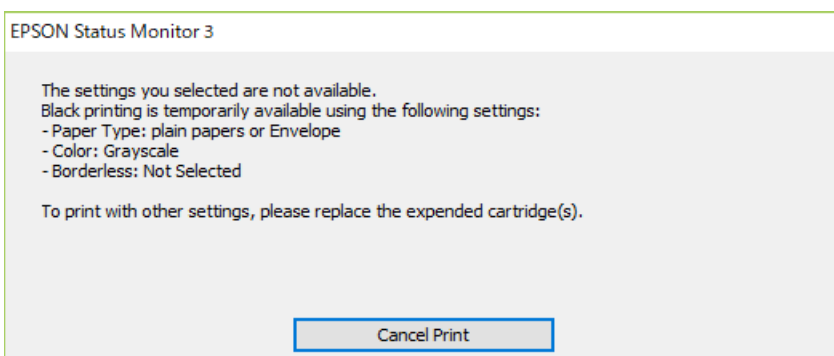 EPSON Status Monitor 3
The settings you selected are not available.
Black printing is temporarily available using the following settings:
- Paper Type: plain papers or Envelope
- Color: Grayscale
- Borderless: Not Selected
To print with other settings, please replace the expended cartridge(s).
Cancel Print